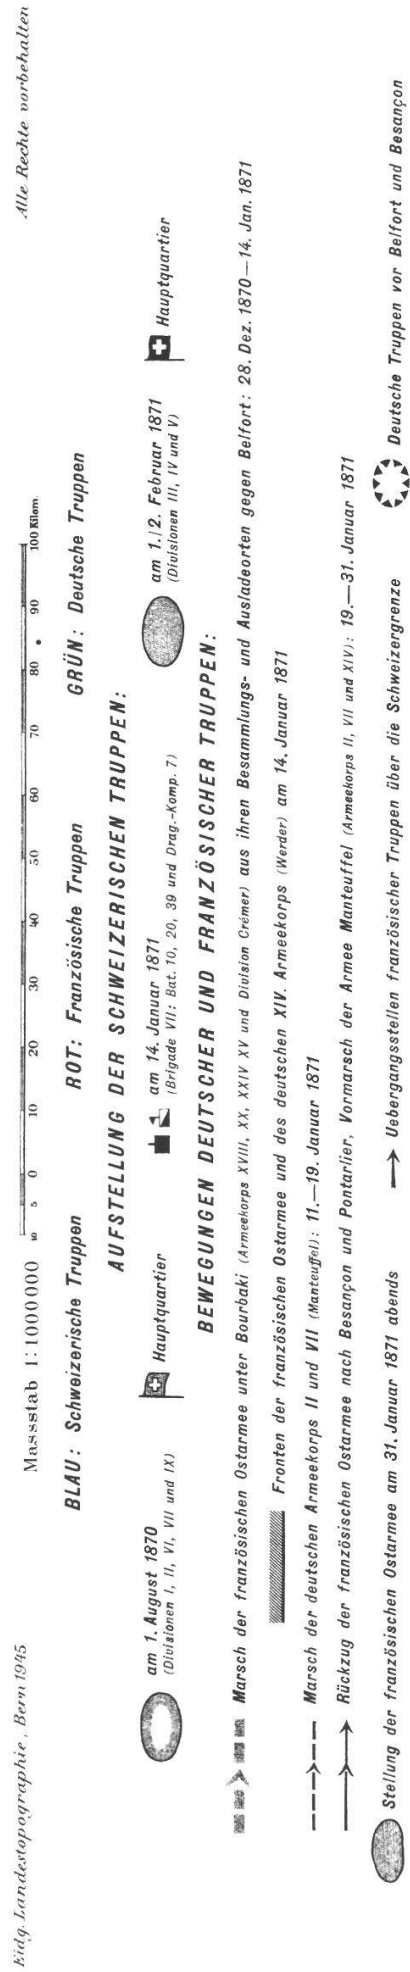 Eidg. Landestopographie, Bern 1945
Massstab 1:1000000
Alle Rechte vorbehalten
10 5 0 10 20 30 40 50 60 70 80 90 100 Kilom.
BLAU: Schweizerische Truppen ROT: Französische Truppen GRÜN: Deutsche Truppen
AUFSTELLUNG DER SCHWEIZERISCHEN TRUPPEN:
am 1. August 1870 Hauptquartier am 14. Januar 1871 am 1./2. Februar 1871 Hauptquartier
(Divisionen I, II, VI, VII und IX) (Brigade VII: Bat. 10, 20, 39 und Drag.-Komp. 7) (Divisionen III, IV und V)
BEWEGUNGEN DEUTSCHER UND FRANZÖSISCHER TRUPPEN:
Marsch der französischen Ostarmee unter Bourbaki (Armeekorps XVIII, XX, XXIV XV und Division Crémer) aus ihren Besammlungs- und Ausladeorten gegen Belfort: 28. Dez. 1870—14. Jan. 1871
Fronten der französischen Ostarmee und des deutschen XIV. Armeekorps (Werder) am 14. Januar 1871
Marsch der deutschen Armeekorps II und VII (Manteuffel): 11.—19. Januar 1871
Rückzug der französischen Ostarmee nach Besançon und Pontarlier, Vormarsch der Armee Manteuffel (Armeekorps II, VII und XIV): 19.—31. Januar 1871
Stellung der französischen Ostarmee am 31. Januar 1871 abends Uebergangsstellen französischer Truppen über die Schweizergrenze Deutsche Truppen vor Belfort und Besançon